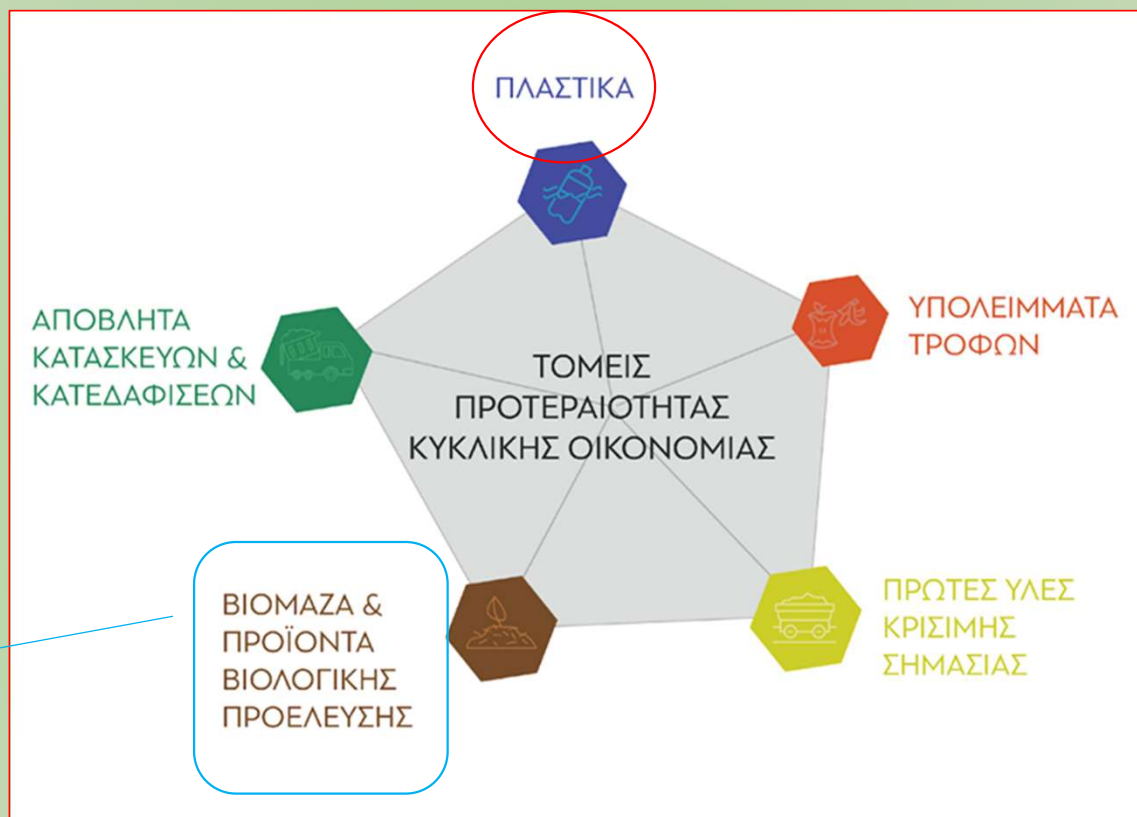 ΠΛΑΣΤΙΚΑ
ΑΠΟΒΛΗΤΑ
ΚΑΤΑΣΚΕΥΩΝ &
ΚΑΤΕΔΑΦΙΣΕΩΝ
ΥΠΟΛΕΙΜΜΑΤΑ
ΤΡΟΦΩΝ
ΤΟΜΕΙΣ
ΠΡΟΤΕΡΑΙΟΤΗΤΑΣ
ΚΥΚΛΙΚΗΣ ΟΙΚΟΝΟΜΙΑΣ
ΒΙΟΜΑΖΑ &
ΠΡΟΪΟΝΤΑ
ΒΙΟΛΟΓΙΚΗΣ
ΠΡΟΕΛΕΥΣΗΣ
ΠΡΩΤΕΣ ΥΛΕΣ
ΚΡΙΣΙΜΗΣ
ΣΗΜΑΣΙΑΣ